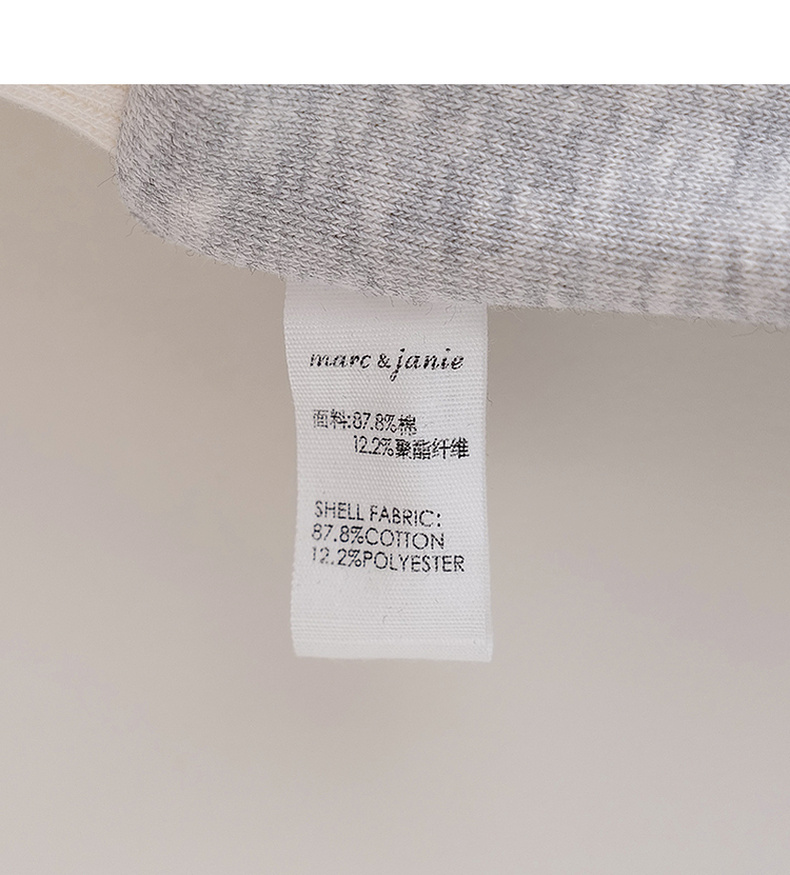 marc & janie
面料:87.8%棉
12.2%聚酯纤维
SHELL FABRIC:
87.8%COTTON
12.2%POLYESTER